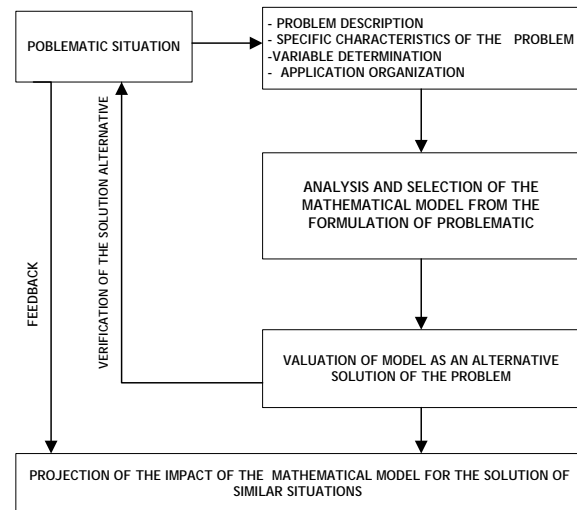 POBLEMATIC SITUATION
- PROBLEM DESCRIPTION
- SPECIFIC CHARACTERISTICS OF THE PROBLEM
-VARIABLE DETERMINATION
- APPLICATION ORGANIZATION
ANALYSIS AND SELECTION OF THE
MATHEMATICAL MODEL FROM THE
FORMULATION OF PROBLEMATIC
VERIFICATION OF THE SOLUTION ALTERNATIVE
FEEDBACK
VALUATION OF MODEL AS AN ALTERNATIVE
SOLUTION OF THE PROBLEM
PROJECTION OF THE IMPACT OF THE MATHEMATICAL MODEL FOR THE SOLUTION OF
SIMILAR SITUATIONS